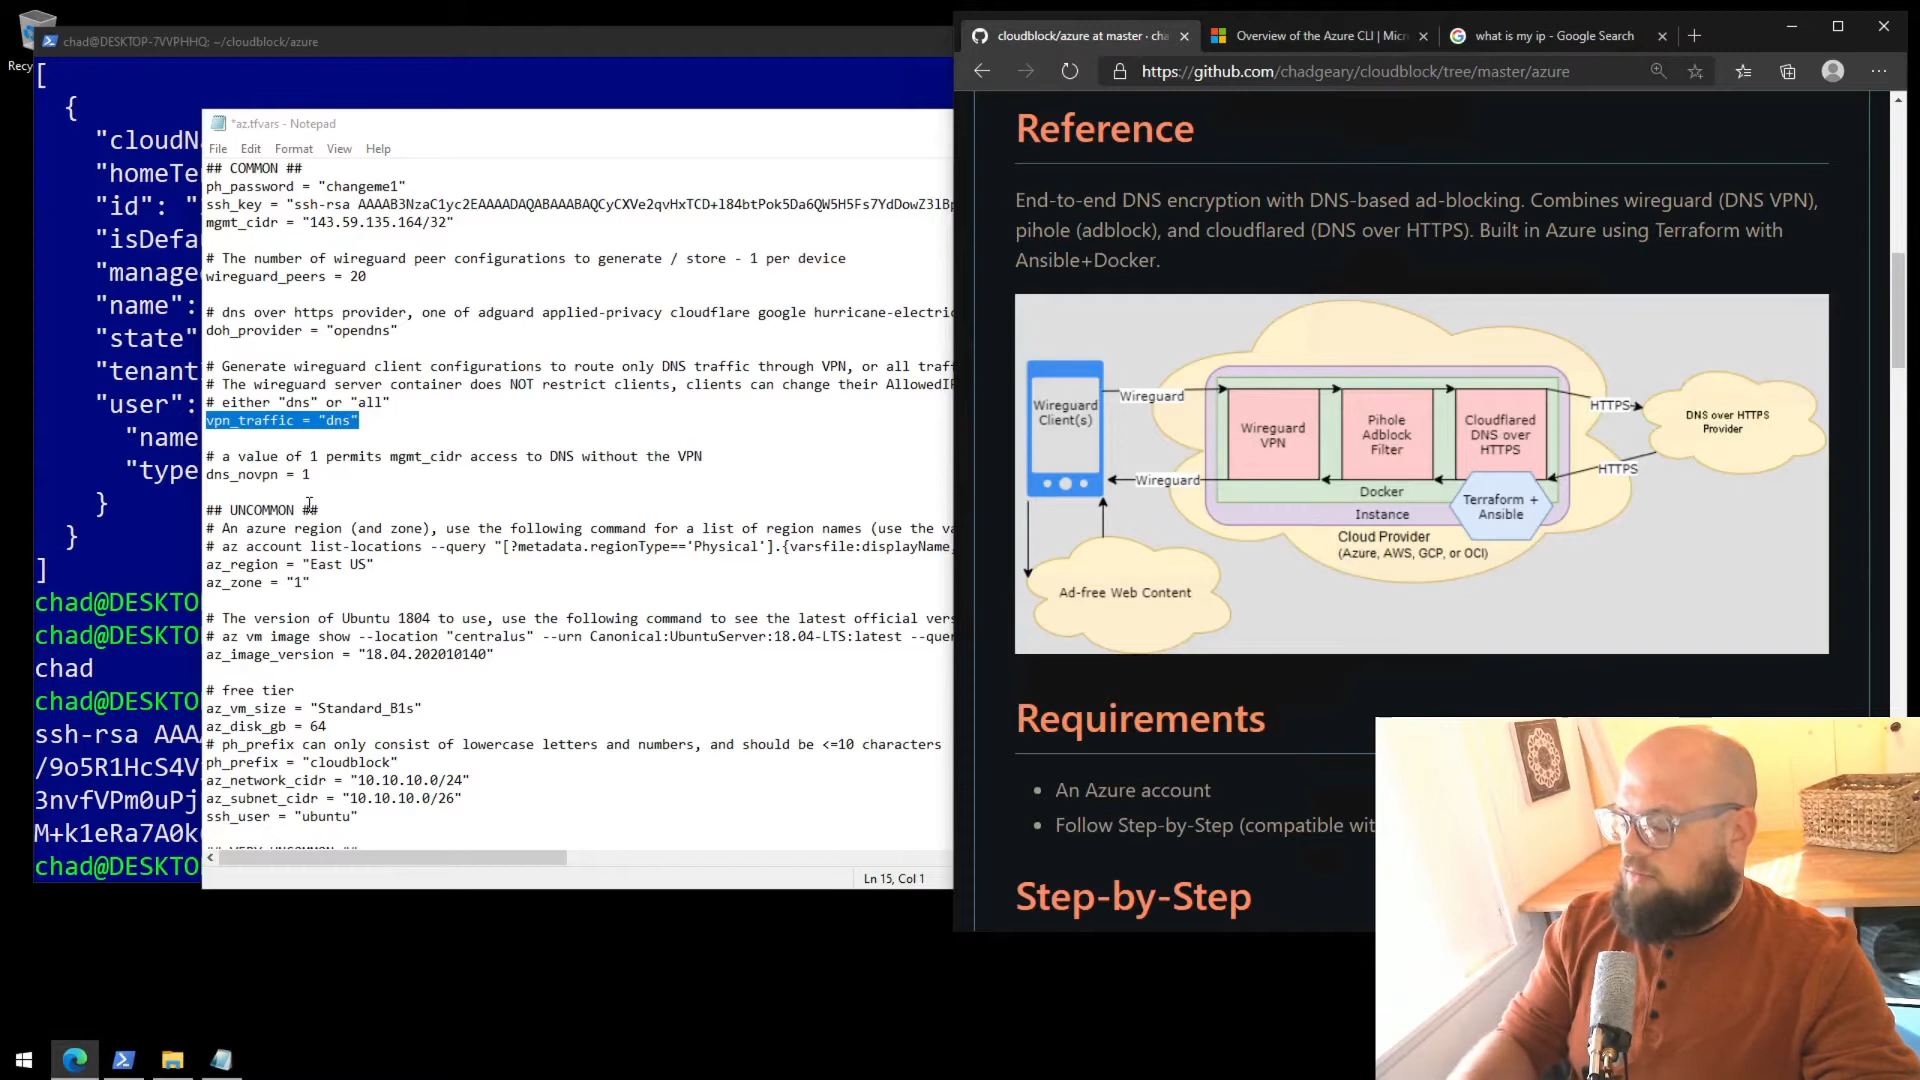 Recy
chad@DESKTOP-7VVPHHQ: ~/cloudblock/azure
[
{
"cloudN
"homeTe
"id": "
"isDefa
"manage
"name":
"state"
"tenant
"user":
"name
"type
}
}
]
chad@DESKTO
chad@DESKTO
chad
chad@DESKTO
ssh-rsa AAA
/9o5R1HcS4V
3nvfVPm0uPj
M+k1eRa7A0k
chad@DESKTO
*az.tfvars - Notepad
File Edit Format View Help
## COMMON ##
ph_password = "changeme1"
ssh_key = "ssh-rsa AAAAB3NzaC1yc2EAAAADAQABAAABAQCyCXVe2qvHxTCD+l84btPok5Da6QW5H5Fs7YdDowZ3lBp
mgmt_cidr = "143.59.135.164/32"
# The number of wireguard peer configurations to generate / store - 1 per device
wireguard_peers = 20
# dns over https provider, one of adguard applied-privacy cloudflare google hurricane-electric
doh_provider = "opendns"
# Generate wireguard client configurations to route only DNS traffic through VPN, or all traf
# The wireguard server container does NOT restrict clients, clients can change their AllowedIP
# either "dns" or "all"
vpn_traffic = "dns"
# a value of 1 permits mgmt_cidr access to DNS without the VPN
dns_novpn = 1
## UNCOMMON ##
# An azure region (and zone), use the following command for a list of region names (use the va
# az account list-locations --query "[?metadata.regionType=='Physical'].{varsfile:displayName,
az_region = "East US"
az_zone = "1"
# The version of Ubuntu 1804 to use, use the following command to see the latest official vers
# az vm image show --location "centralus" --urn Canonical:UbuntuServer:18.04-LTS:latest --quer
az_image_version = "18.04.202010140"
# free tier
az_vm_size = "Standard_B1s"
az_disk_gb = 64
# ph_prefix can only consist of lowercase letters and numbers, and should be <=10 characters
ph_prefix = "cloudblock"
az_network_cidr = "10.10.10.0/24"
az_subnet_cidr = "10.10.10.0/26"
ssh_user = "ubuntu"
Ln 15, Col 1
cloudblock/azure at master · cha
Overview of the Azure CLI | Micr
what is my ip - Google Search
https://github.com/chadgeary/cloudblock/tree/master/azure
Reference
End-to-end DNS encryption with DNS-based ad-blocking. Combines wireguard (DNS VPN),
pihole (adblock), and cloudflared (DNS over HTTPS). Built in Azure using Terraform with
Ansible+Docker.
Wireguard
Client(s)
Wireguard
Wireguard
Wireguard
VPN
Pihole
Adblock
Filter
Cloudflared
DNS over
HTTPS
Docker
Instance
Terraform +
Ansible
Cloud Provider
(Azure, AWS, GCP, or OCI)
HTTPS
HTTPS
DNS over HTTPS
Provider
Ad-free Web Content
Requirements
An Azure account
Follow Step-by-Step (compatible wit
Step-by-Step